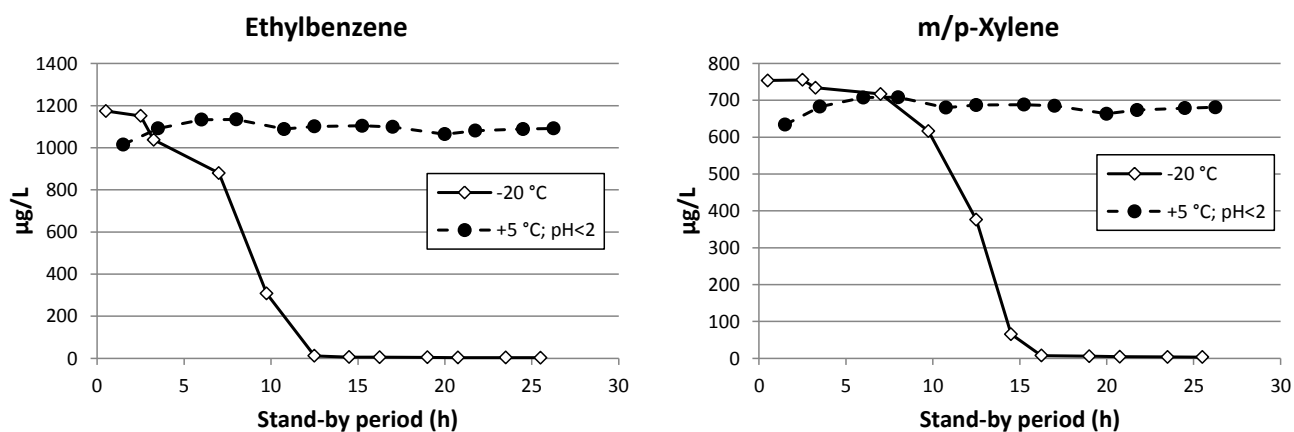 Ethylbenzene
1400
1200
1000
800
600
400
200
0
µg/L
0 5 10 15 20 25 30
Stand-by period (h)
-20 °C
+5 °C; pH<2
m/p-Xylene
800
700
600
500
400
300
200
100
0
µg/L
0 5 10 15 20 25 30
Stand-by period (h)
-20 °C
+5 °C; pH<2